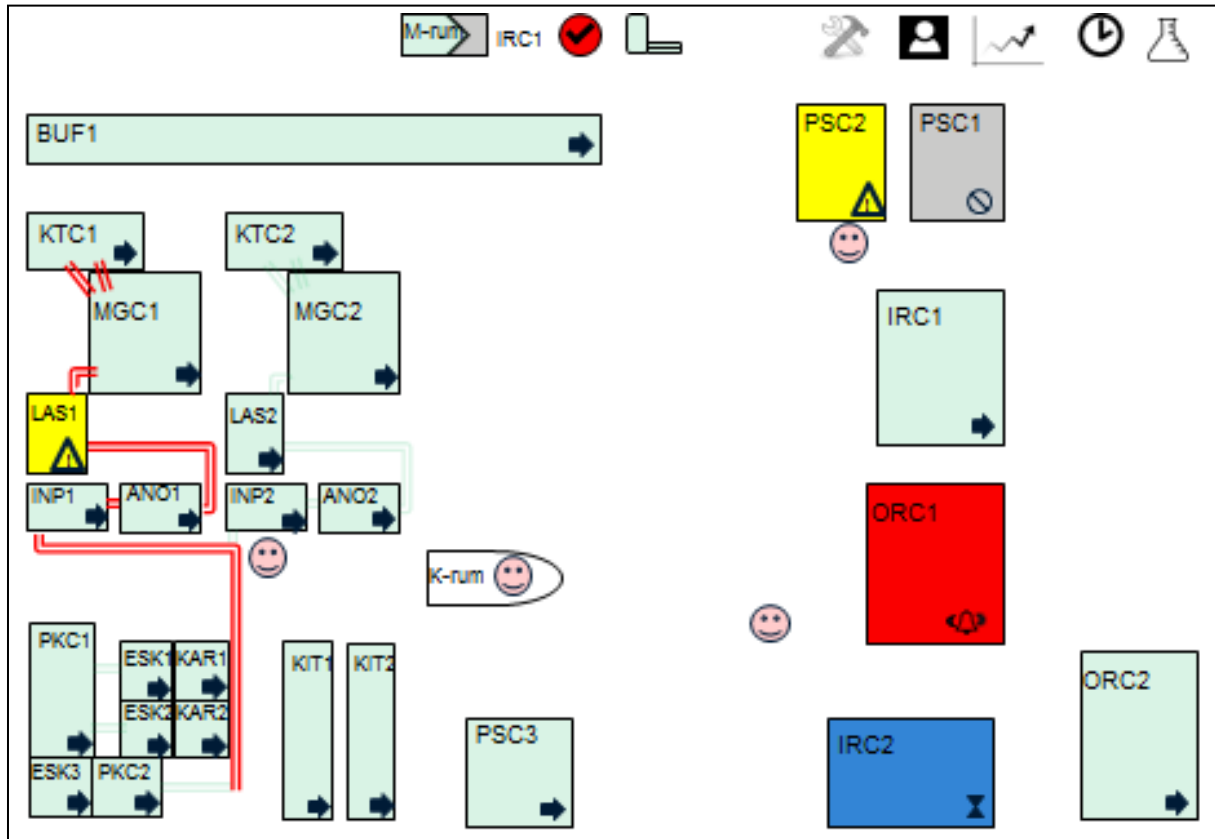 M-rum
IRC1
BUF1
PSC2
PSC1
KTC1
KTC2
MGC1
MGC2
IRC1
LAS1
LAS2
INP1
ANO1
INP2
ANO2
ORC1
K-rum
PKC1
ESK1
KAR1
KIT1
KIT2
ORC2
ESK2
KAR2
PSC3
IRC2
ESK3
PKC2